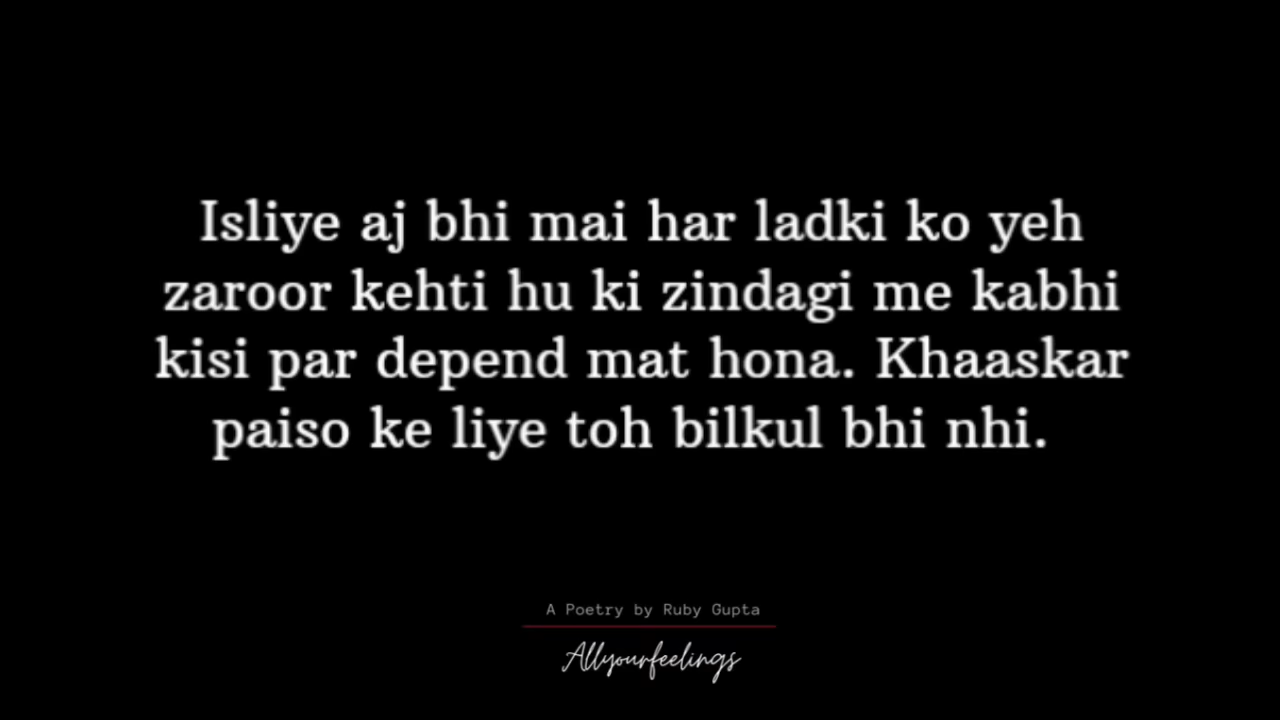 Isliye aj bhi mai har ladki ko yeh
zaroor kehti hu ki zindagi me kabhi
kisi par depend mat hona. Khaaskar
paiso ke liye toh bilkul bhi nhi.
A Poetry by Ruby Gupta
Allyourfeelings